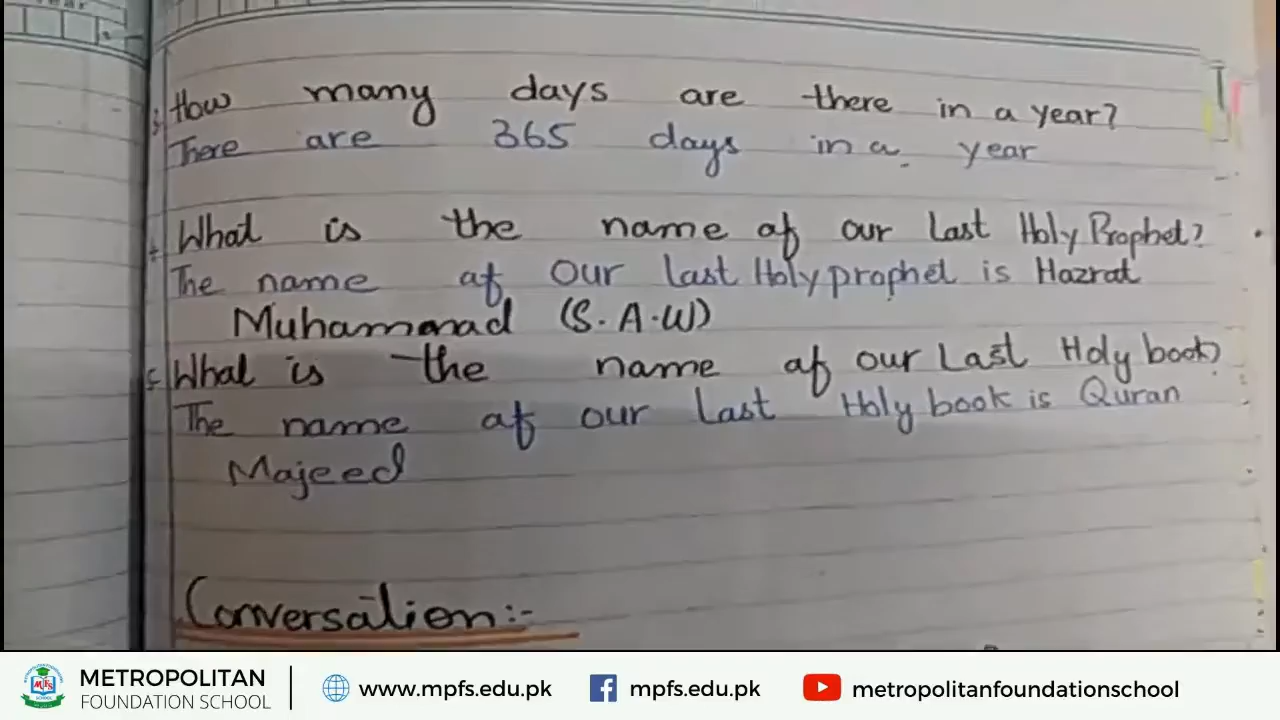 3. How many days are there in a year?
There are 365 days in a year
What is the name of our last Holy Prophet?
The name of Our last Holy prophet is Hazrat
Muhammad (S.A.W)
What is the name of our Last Holy book?
The name of our last Holy book is Quran
Majeed
Conversation:-
METROPOLITAN
FOUNDATION SCHOOL
www.mpfs.edu.pk
mpfs.edu.pk
metropolitanfoundationschool